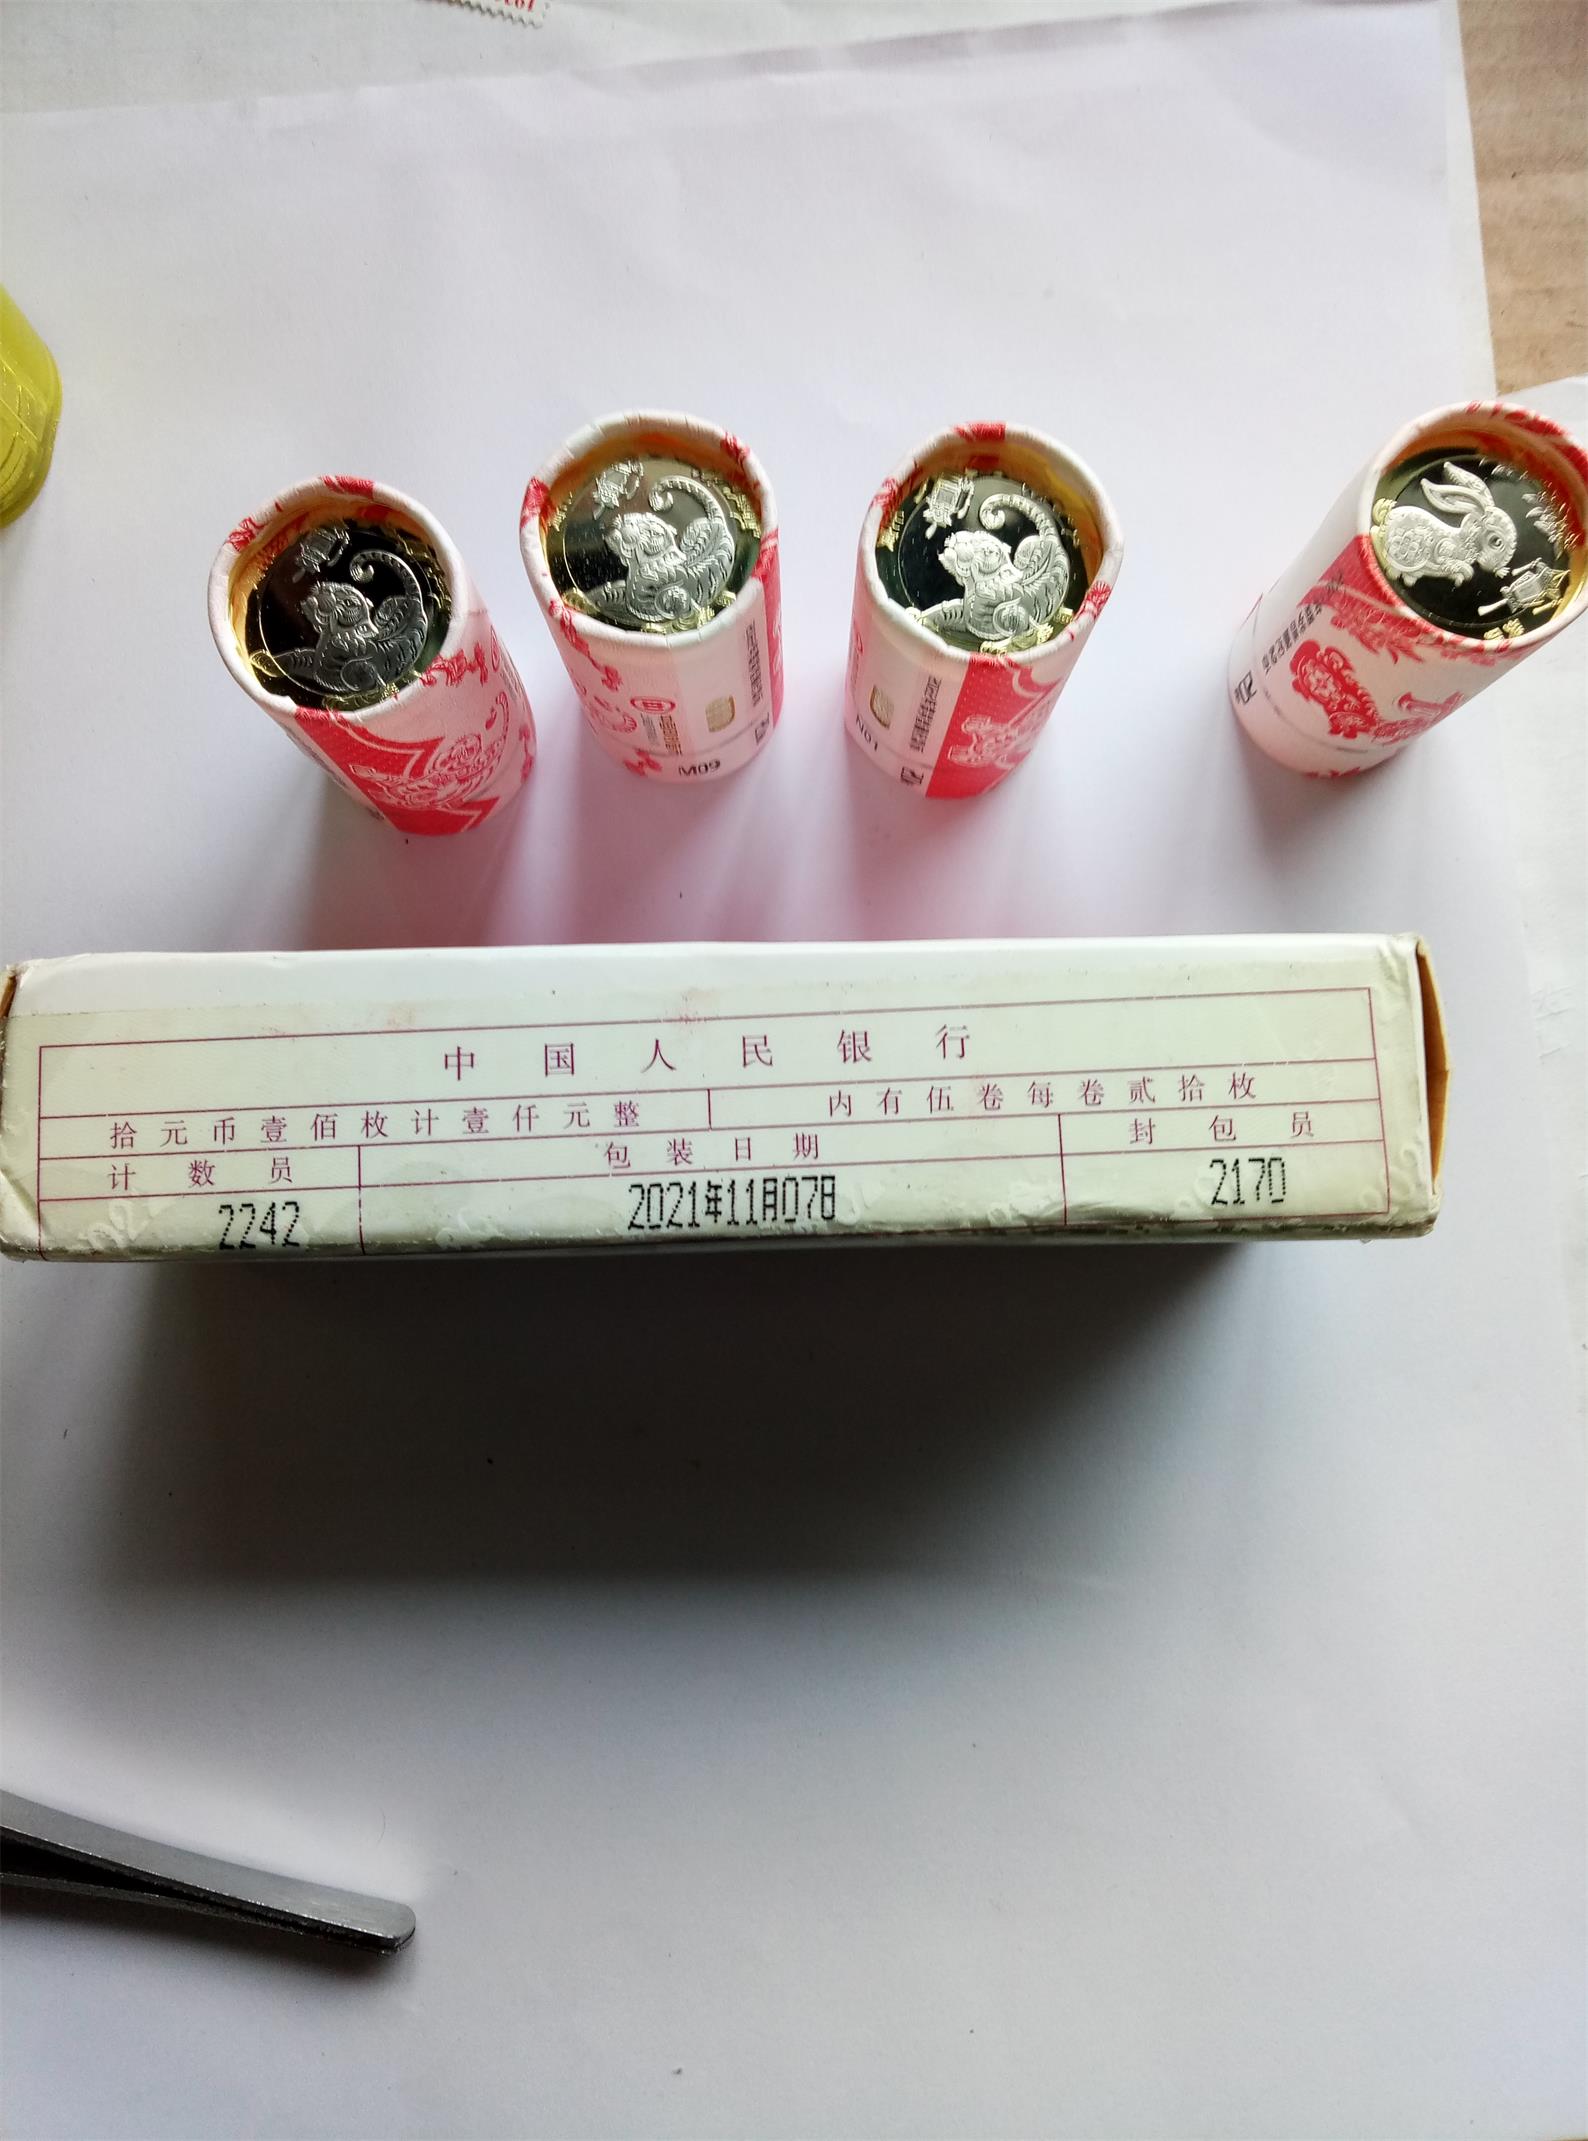 M09
N01
中国人民银行
拾元币壹佰枚计壹仟元整
内有伍卷每卷贰拾枚
计数员
包装日期
封包员
2242
2021年11月07日
2170